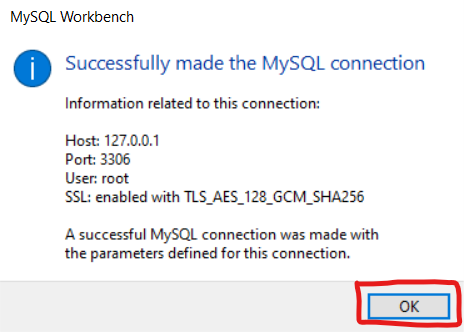 MySQL Workbench
Successfully made the MySQL connection
Information related to this connection:
Host: 127.0.0.1
Port: 3306
User: root
SSL: enabled with TLS_AES_128_GCM_SHA256
A successful MySQL connection was made with
the parameters defined for this connection.
OK